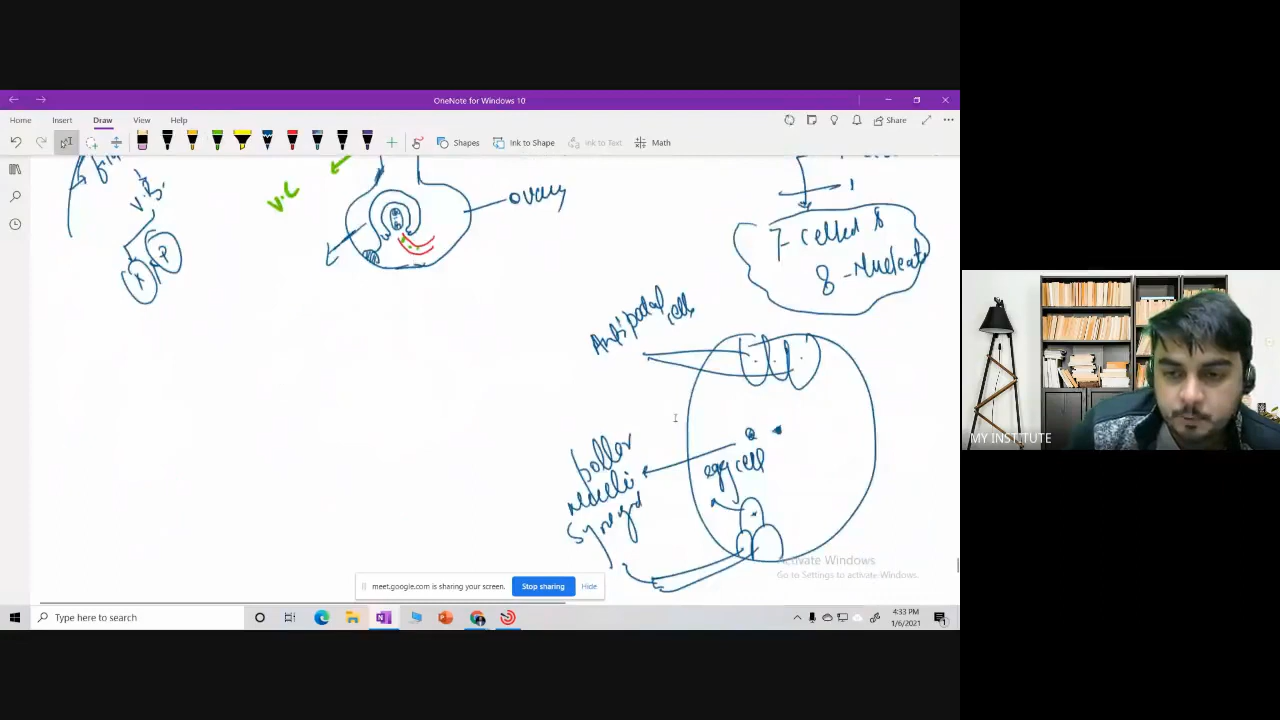 OneNote for Windows 10
Home Insert Draw View Help
Share
Shapes Ink to Shape Ink to Text Math
V.C
ovary
7-celled 8
8-Nucleate
Antipodal cells
egg cell
Synergid
MY INSTITUTE
Activate Windows
Go to Settings to activate Windows.
meet.google.com is sharing your screen. Stop sharing Hide
Type here to search
4:33 PM
1/6/2021